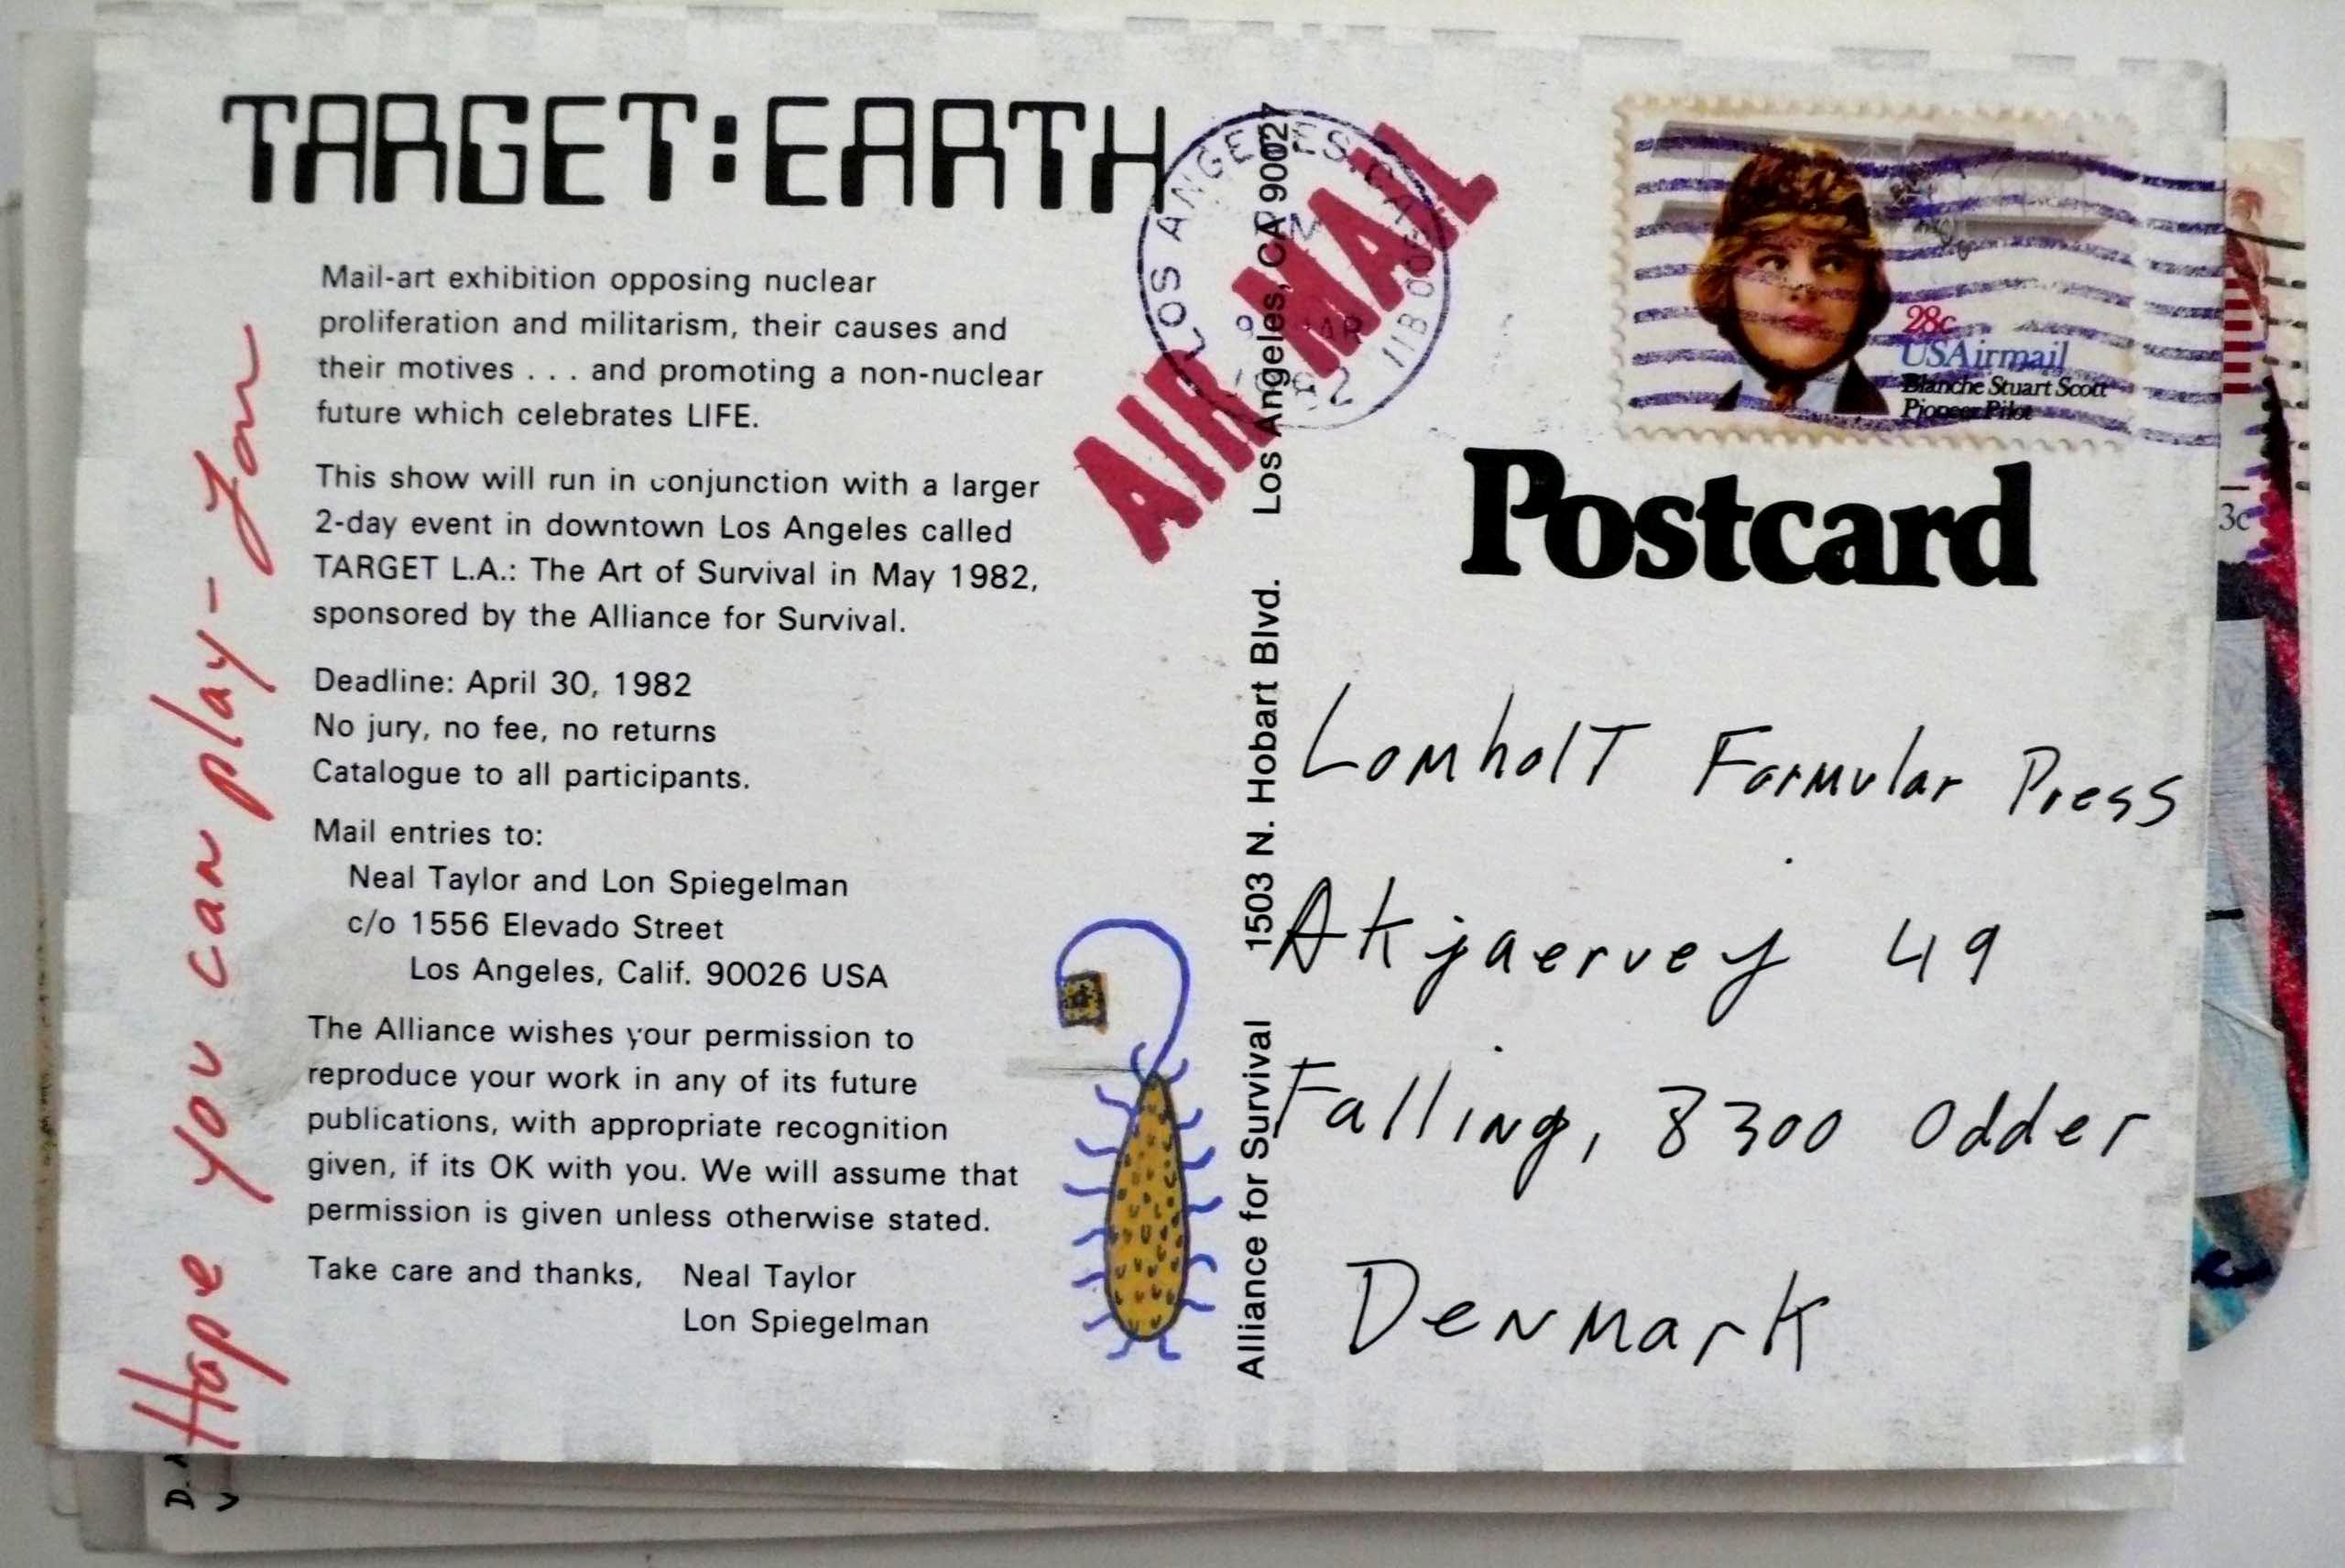 TARGET:EARTH
Mail-art exhibition opposing nuclear
proliferation and militarism, their causes and
their motives . . . and promoting a non-nuclear
future which celebrates LIFE.
This show will run in conjunction with a larger
2-day event in downtown Los Angeles called
TARGET L.A.: The Art of Survival in May 1982,
sponsored by the Alliance for Survival.
Deadline: April 30, 1982
No jury, no fee, no returns
Catalogue to all participants.
Mail entries to:
Neal Taylor and Lon Spiegelman
c/o 1556 Elevado Street
Los Angeles, Calif. 90026 USA
The Alliance wishes your permission to
reproduce your work in any of its future
publications, with appropriate recognition
given, if its OK with you. We will assume that
permission is given unless otherwise stated.
Take care and thanks, Neal Taylor
Lon Spiegelman
Hope you can play- Lon
Alliance for Survival 1503 N. Hobart Blvd. Los Angeles, CA 90027
LOS ANGELES, CA
MAR
1982
AIR MAIL
28c
USAirmail
Blanche Stuart Scott
Pioneer Pilot
Postcard
Lomholt Formular Press
Akjaervej 49
Falling, 8300 Odder
Denmark
3c